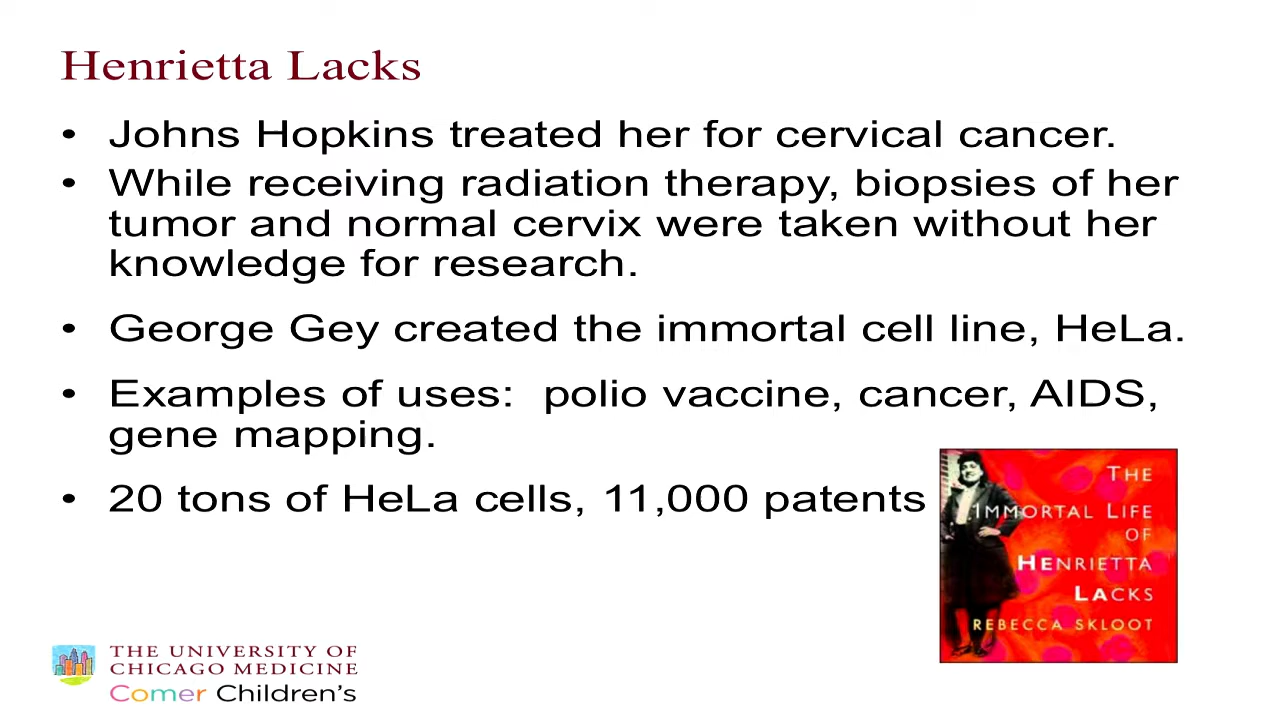 Henrietta Lacks
• Johns Hopkins treated her for cervical cancer.
• While receiving radiation therapy, biopsies of her
tumor and normal cervix were taken without her
knowledge for research.
• George Gey created the immortal cell line, HeLa.
• Examples of uses:  polio vaccine, cancer, AIDS,
gene mapping.
• 20 tons of HeLa cells, 11,000 patents
THE
IMMORTAL LIFE
OF
HENRIETTA
LACKS
REBECCA SKLOOT
THE UNIVERSITY OF
CHICAGO MEDICINE
Comer Children's